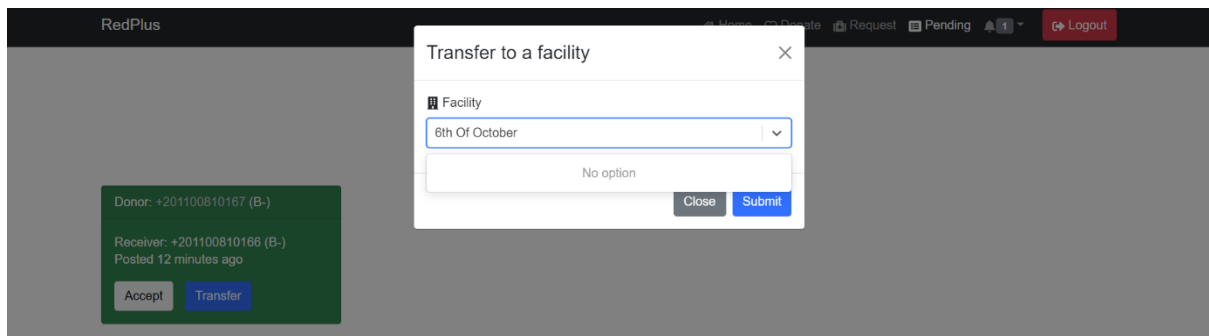 RedPlus Home Donate Request Pending 1 Logout
Transfer to a facility
Facility
6th Of October
No option
Close Submit
Donor: +201100810167 (B-)
Receiver: +201100810166 (B-)
Posted 12 minutes ago
Accept Transfer